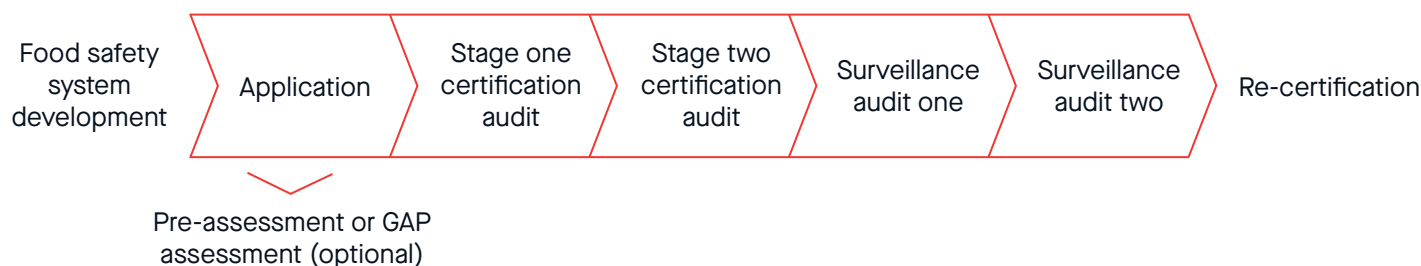 Food safety
system
development
Application
Stage one
certification
audit
Stage two
certification
audit
Surveillance
audit one
Surveillance
audit two
Re-certification
Pre-assessment or GAP
assessment (optional)